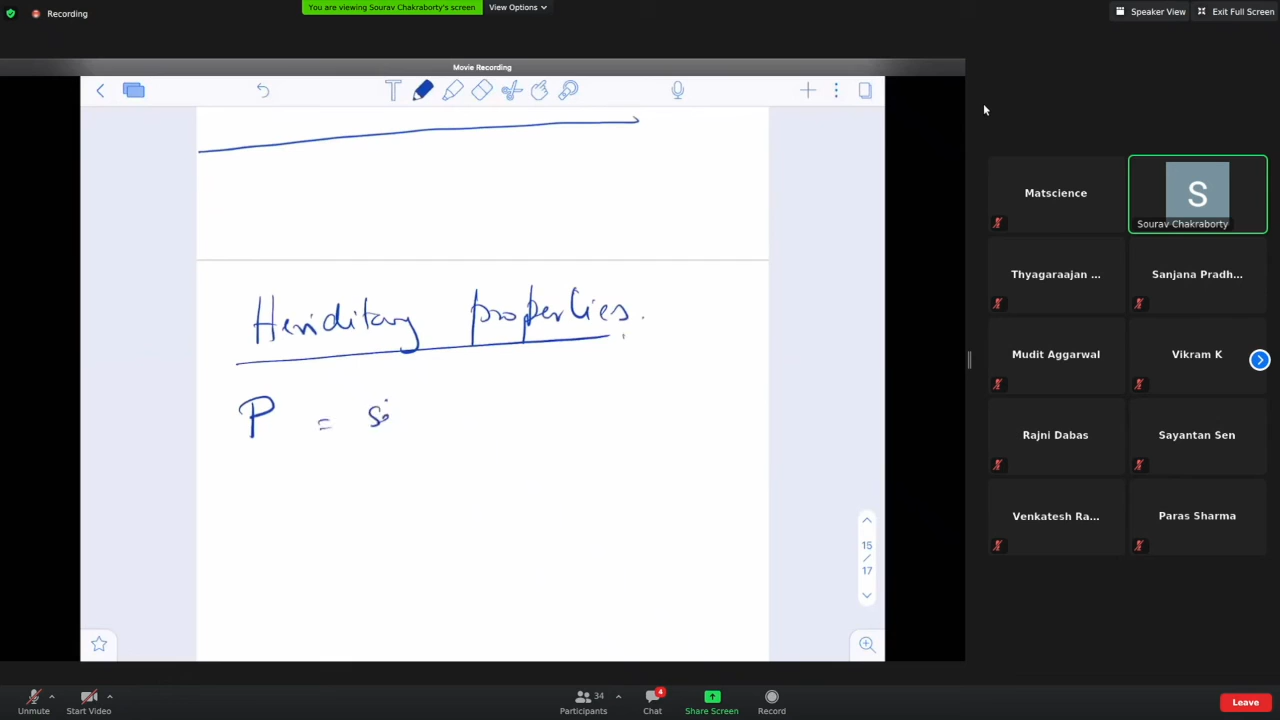 Recording
You are viewing Sourav Chakraborty's screen
View Options
Speaker View
Exit Full Screen
Movie Recording
T
Heriditary properties.
P =
15
/
17
Matscience
S
Sourav Chakraborty
Thyagaraajan ...
Sanjana Pradh...
Mudit Aggarwal
Vikram K
Rajni Dabas
Sayantan Sen
Venkatesh Ra...
Paras Sharma
Unmute
Start Video
34
Participants
4
Chat
Share Screen
Record
Leave